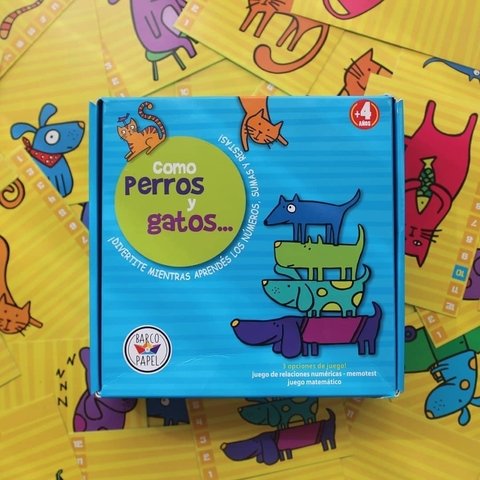 +4
AÑOS
como
Perros
y
gatos...
¡DIVERTITE MIENTRAS APRENDÉS LOS NÚMEROS, SUMAS Y RESTAS!
BARCO
PAPEL
3 opciones de juego!
juego de relaciones numéricas - memotest
juego matemático
Z
Z
Z
N
10